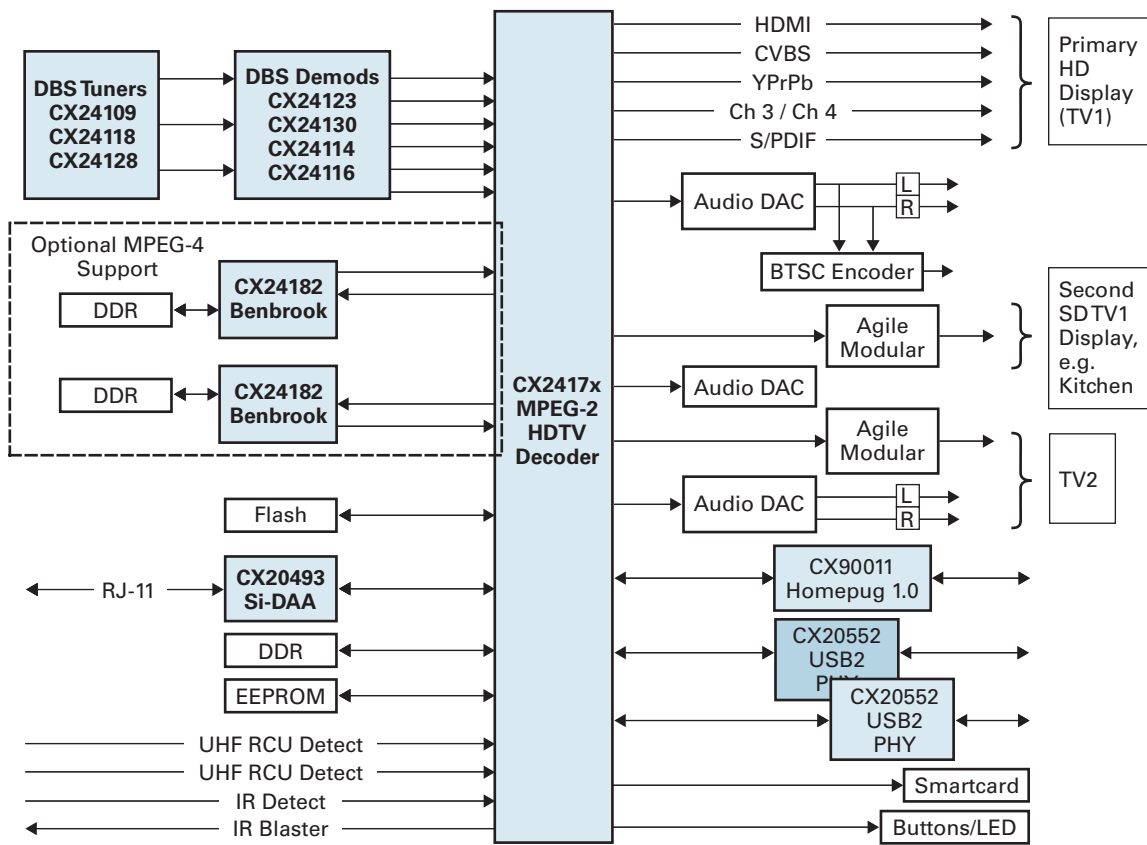 DBS Tuners
CX24109
CX24118
CX24128
DBS Demods
CX24123
CX24130
CX24114
CX24116
Optional MPEG-4
Support
DDR
CX24182
Benbrook
DDR
CX24182
Benbrook
Flash
RJ-11
CX20493
Si-DAA
DDR
EEPROM
UHF RCU Detect
UHF RCU Detect
IR Detect
IR Blaster
CX2417x
MPEG-2
HDTV
Decoder
HDMI
CVBS
YPrPb
Ch 3 / Ch 4
S/PDIF
Primary
HD
Display
(TV1)
Audio DAC
L
R
BTSC Encoder
Agile
Modular
Second
SDTV1
Display,
e.g.
Kitchen
Audio DAC
Agile
Modular
TV2
Audio DAC
L
R
CX90011
Homepug 1.0
CX20552
USB2
PHY
CX20552
USB2
PHY
Smartcard
Buttons/LED